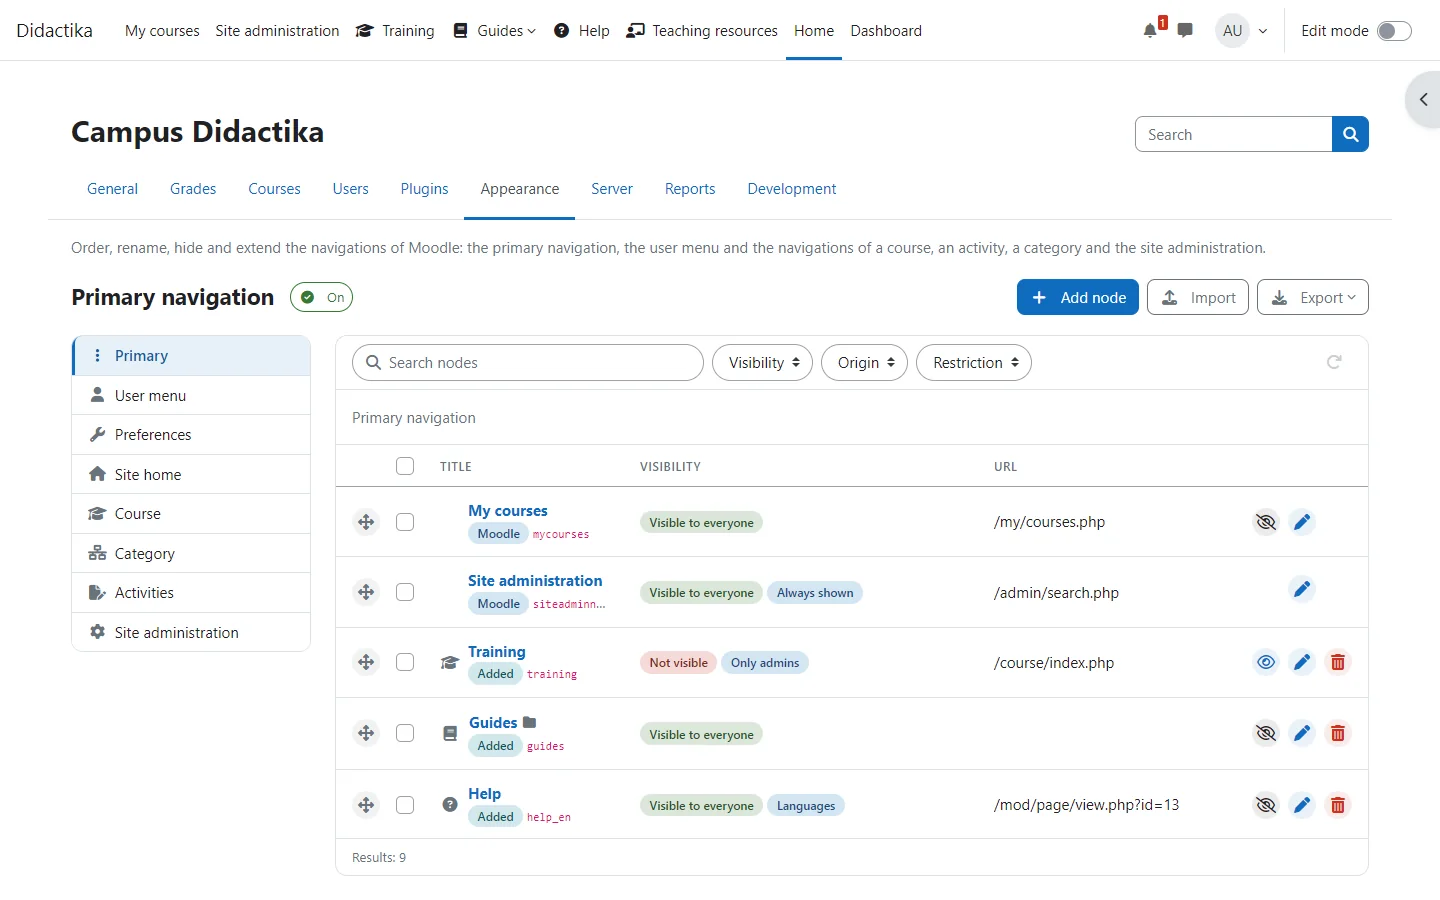 Didactika My courses Site administration Training Guides Help Teaching resources Home Dashboard 1 AU Edit mode
Campus Didactika
Search
General Grades Courses Users Plugins Appearance Server Reports Development
Order, rename, hide and extend the navigations of Moodle: the primary navigation, the user menu and the navigations of a course, an activity, a category and the site administration.
Primary navigation On Add node Import Export
Primary
User menu
Preferences
Site home
Course
Category
Activities
Site administration
Search nodes Visibility Origin Restriction
Primary navigation
TITLE VISIBILITY URL
My courses
Moodle mycourses Visible to everyone /my/courses.php
Site administration
Moodle siteadminn... Visible to everyone Always shown /admin/search.php
Training
Added training Not visible Only admins /course/index.php
Guides
Added guides Visible to everyone
Help
Added help_en Visible to everyone Languages /mod/page/view.php?id=13
Results: 9